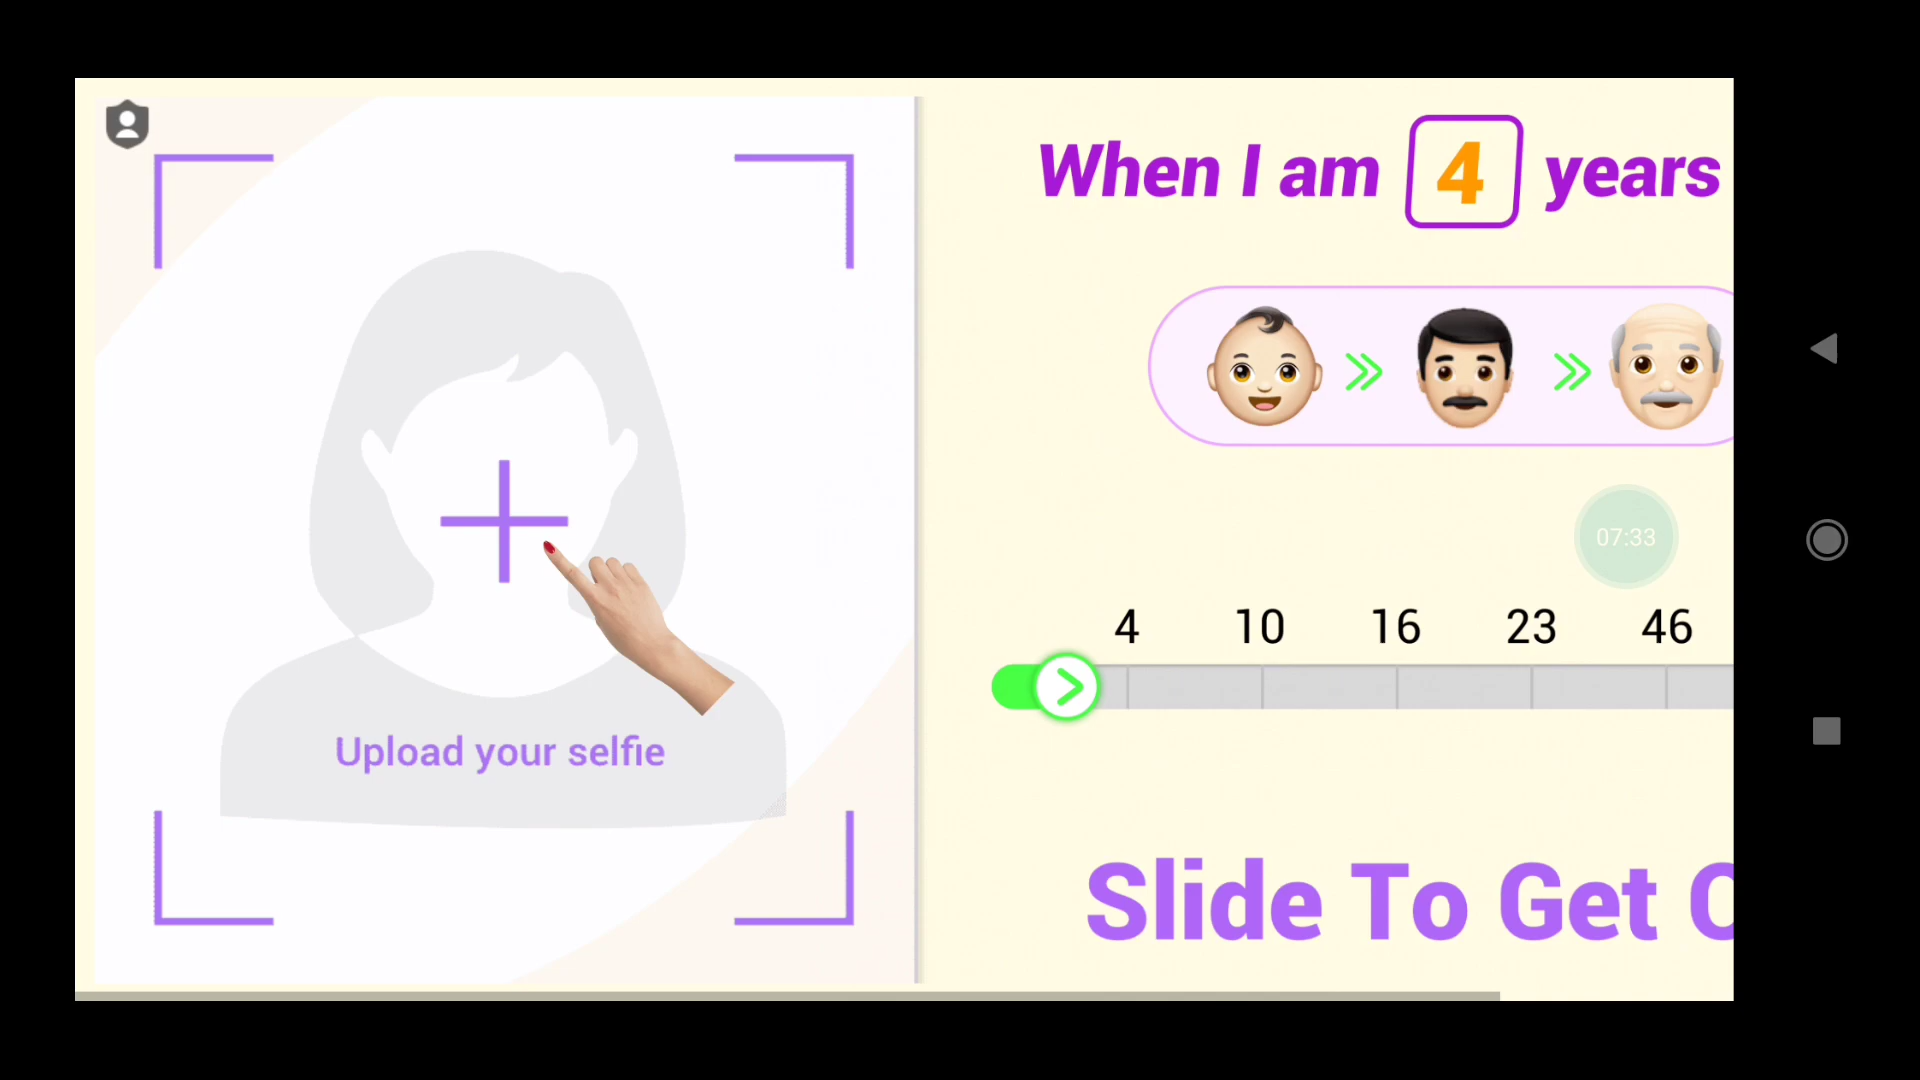 When I am 4 years
07:33
4 10 16 23 46
Upload your selfie
Slide To Get